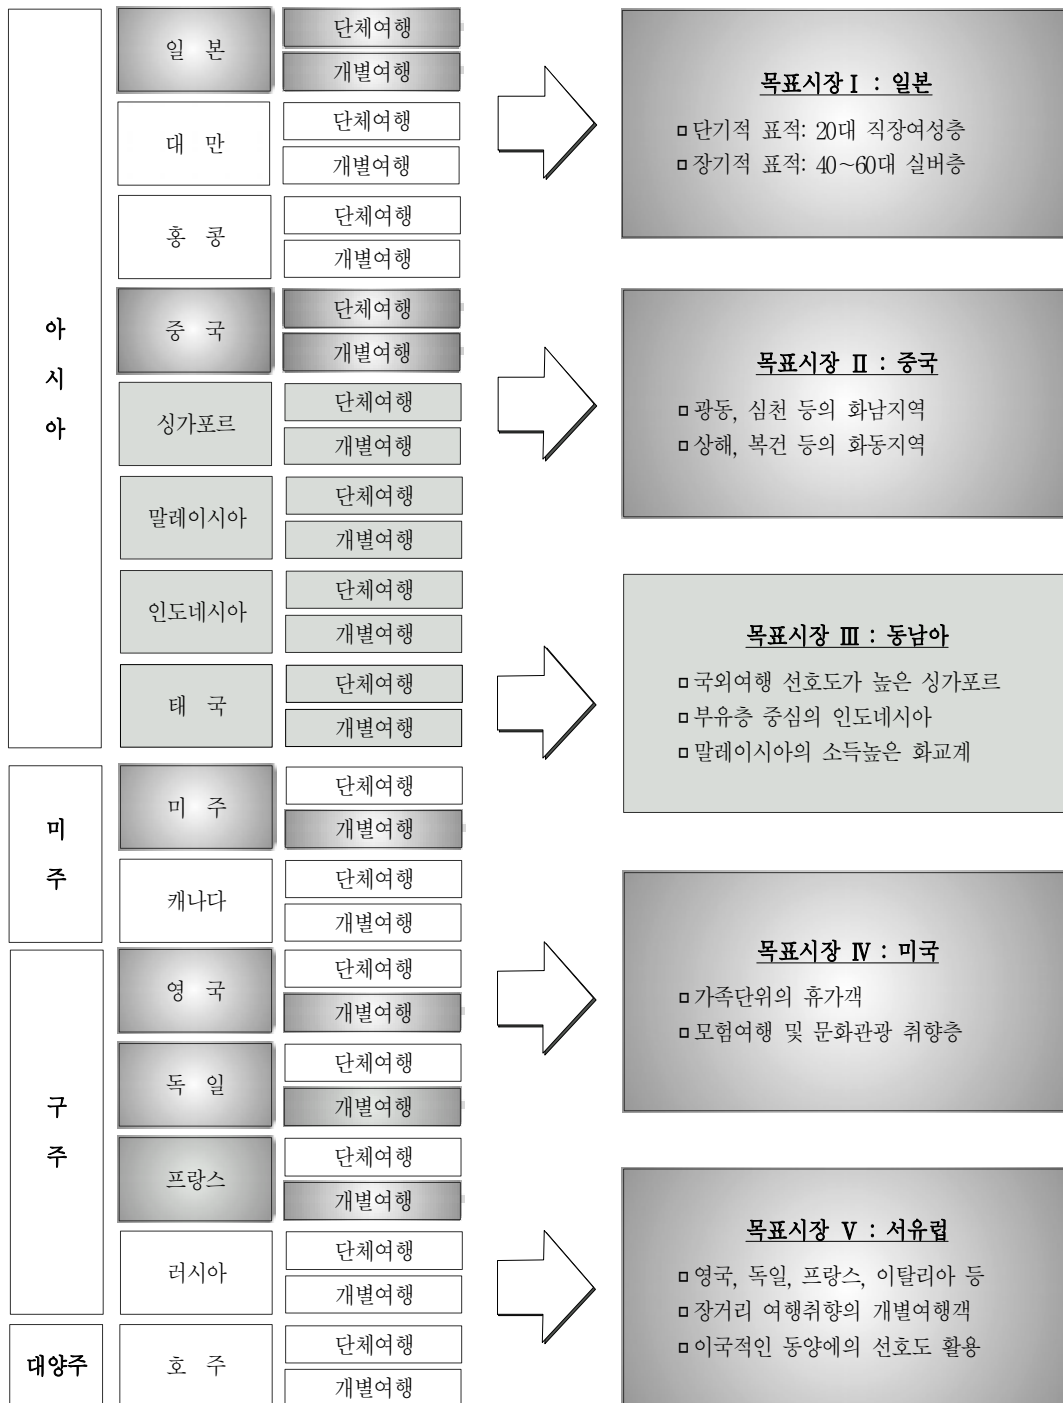 아
시
아
일 본
단체여행
개별여행
대 만
단체여행
개별여행
홍 콩
단체여행
개별여행
중 국
단체여행
개별여행
싱가포르
단체여행
개별여행
말레이시아
단체여행
개별여행
인도네시아
단체여행
개별여행
태 국
단체여행
개별여행
미
주
미 주
단체여행
개별여행
캐나다
단체여행
개별여행
구
주
영 국
단체여행
개별여행
독 일
단체여행
개별여행
프랑스
단체여행
개별여행
러시아
단체여행
개별여행
대양주
호 주
단체여행
개별여행
목표시장Ⅰ : 일본
▫단기적 표적: 20대 직장여성층
▫장기적 표적: 40~60대 실버층
목표시장 Ⅱ : 중국
▫광동, 심천 등의 화남지역
▫상해, 복건 등의 화동지역
목표시장 Ⅲ : 동남아
▫국외여행 선호도가 높은 싱가포르
▫부유층 중심의 인도네시아
▫말레이시아의 소득높은 화교계
목표시장 Ⅳ : 미국
▫가족단위의 휴가객
▫모험여행 및 문화관광 취향층
목표시장 Ⅴ : 서유럽
▫영국, 독일, 프랑스, 이탈리아 등
▫장거리 여행취향의 개별여행객
▫이국적인 동양에의 선호도 활용